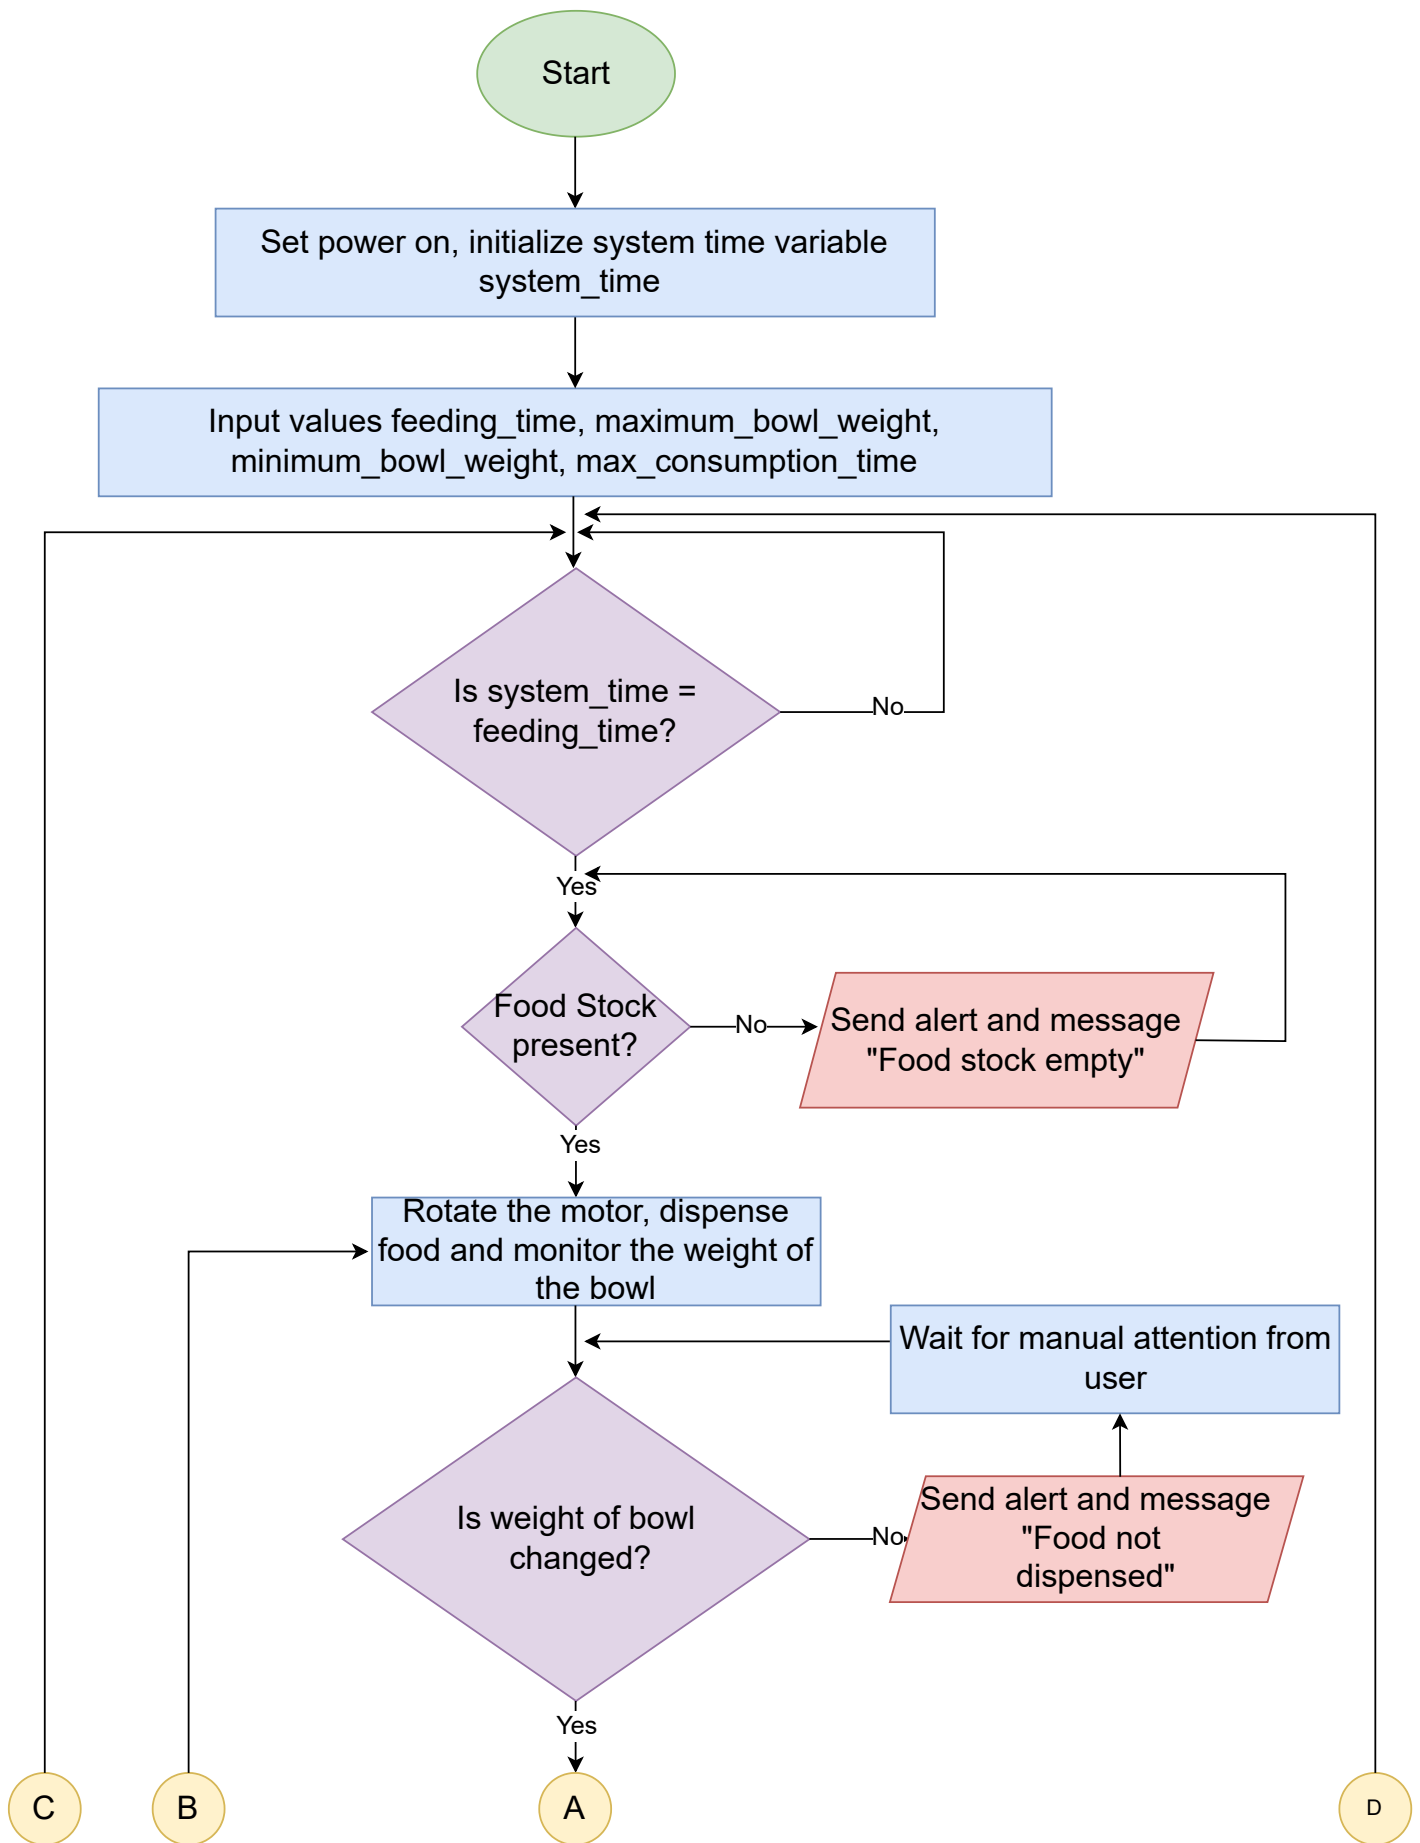 Start
Set power on, initialize system time variable
system_time
Input values feeding_time, maximum_bowl_weight,
minimum_bowl_weight, max_consumption_time
Is system_time =
feeding_time?
No
Yes
Food Stock
present?
No
Send alert and message
"Food stock empty"
Yes
Rotate the motor, dispense
food and monitor the weight of
the bowl
Wait for manual attention from
user
Is weight of bowl
changed?
No
Send alert and message
"Food not
dispensed"
Yes
C
B
A
D